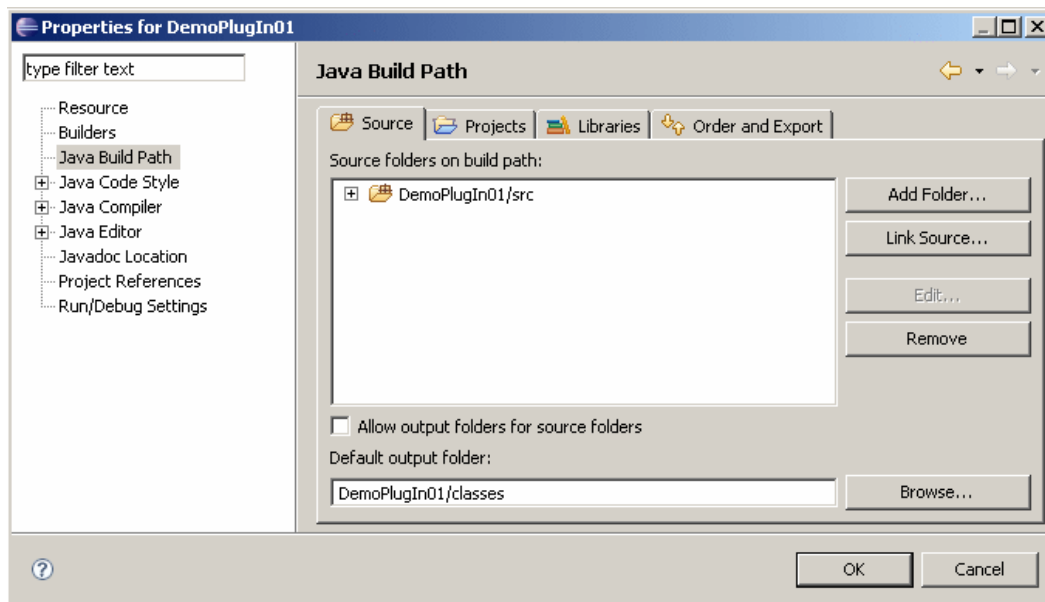 Properties for DemoPlugIn01
type filter text
Resource
Builders
Java Build Path
Java Code Style
Java Compiler
Java Editor
Javadoc Location
Project References
Run/Debug Settings
Java Build Path
Source Projects Libraries Order and Export
Source folders on build path:
DemoPlugIn01/src
Add Folder...
Link Source...
Edit...
Remove
Allow output folders for source folders
Default output folder:
DemoPlugIn01/classes
Browse...
OK Cancel